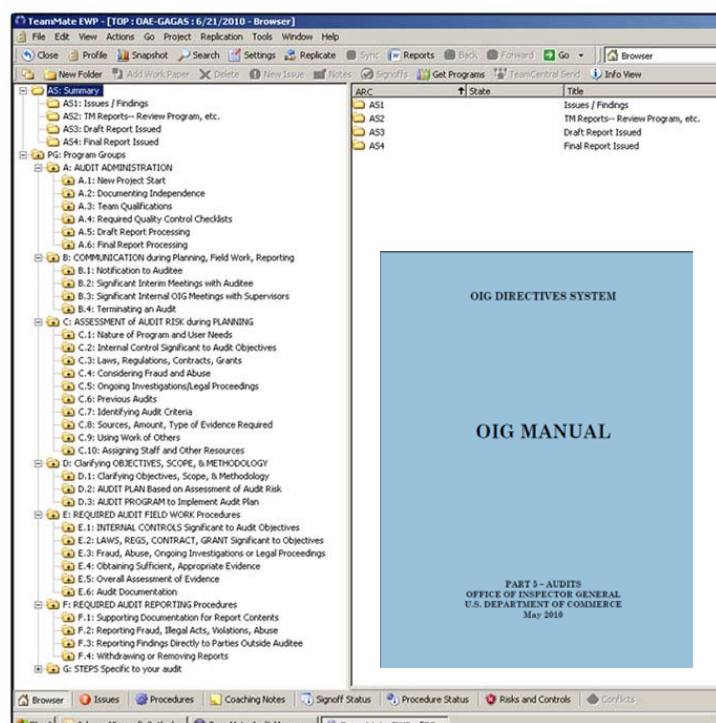 TeamMate EWP - [TOP : OAE-GAGAS : 6/21/2010 - Browser]
File Edit View Actions Go Project Replication Tools Window Help
Close Profile Snapshot Search Settings Replicate Sync Reports Back Forward Go Browser
New Folder Add Work Paper Delete New Issue Notes Signoffs Get Programs TeamCentral Send Info View
AS: Summary
AS1: Issues / Findings
AS2: TM Reports-- Review Program, etc.
AS3: Draft Report Issued
AS4: Final Report Issued
PG: Program Groups
A: AUDIT ADMINISTRATION
A.1: New Project Start
A.2: Documenting Independence
A.3: Team Qualifications
A.4: Required Quality Control Checklists
A.5: Draft Report Processing
A.6: Final Report Processing
B: COMMUNICATION during Planning, Field Work, Reporting
B.1: Notification to Auditee
B.2: Significant Interim Meetings with Auditee
B.3: Significant Internal OIG Meetings with Supervisors
B.4: Terminating an Audit
C: ASSESSMENT of AUDIT RISK during PLANNING
C.1: Nature of Program and User Needs
C.2: Internal Control Significant to Audit Objectives
C.3: Laws, Regulations, Contracts, Grants
C.4: Considering Fraud and Abuse
C.5: Ongoing Investigations/Legal Proceedings
C.6: Previous Audits
C.7: Identifying Audit Criteria
C.8: Sources, Amount, Type of Evidence Required
C.9: Using Work of Others
C.10: Assigning Staff and Other Resources
D: Clarifying OBJECTIVES, SCOPE, & METHODOLOGY
D.1: Clarifying Objectives, Scope, & Methodology
D.2: AUDIT PLAN Based on Assessment of Audit Risk
D.3: AUDIT PROGRAM to Implement Audit Plan
E: REQUIRED AUDIT FIELD WORK Procedures
E.1: INTERNAL CONTROLS Significant to Audit Objectives
E.2: LAWS, REGS, CONTRACT, GRANT Significant to Objectives
E.3: Fraud, Abuse, Ongoing Investigations or Legal Proceedings
E.4: Obtaining Sufficient, Appropriate Evidence
E.5: Overall Assessment of Evidence
E.6: Audit Documentation
F: REQUIRED AUDIT REPORTING Procedures
F.1: Supporting Documentation for Report Contents
F.2: Reporting Fraud, Illegal Acts, Violations, Abuse
F.3: Reporting Findings Directly to Parties Outside Auditee
F.4: Withdrawing or Removing Reports
G: STEPS Specific to your audit
ARC State Title
AS1 Issues / Findings
AS2 TM Reports-- Review Program, etc.
AS3 Draft Report Issued
AS4 Final Report Issued
OIG DIRECTIVES SYSTEM
OIG MANUAL
PART 5 – AUDITS
OFFICE OF INSPECTOR GENERAL
U.S. DEPARTMENT OF COMMERCE
May 2010
Browser Issues Procedures Coaching Notes Signoff Status Procedure Status Risks and Controls Conflicts